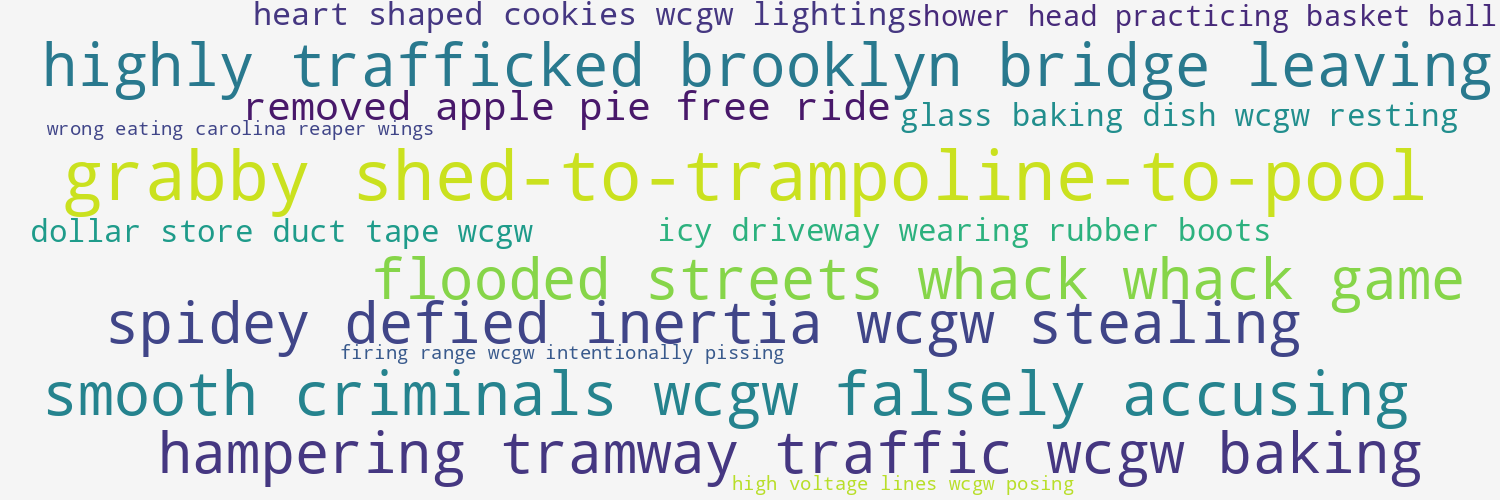 heart shaped cookies wcgw lighting
shower head practicing basket ball
highly trafficked brooklyn bridge leaving
removed apple pie free ride
glass baking dish wcgw resting
wrong eating carolina reaper wings
grabby shed-to-trampoline-to-pool
dollar store duct tape wcgw
icy driveway wearing rubber boots
flooded streets whack whack game
spidey defied inertia wcgw stealing
firing range wcgw intentionally pissing
smooth criminals wcgw falsely accusing
hampering tramway traffic wcgw baking
high voltage lines wcgw posing